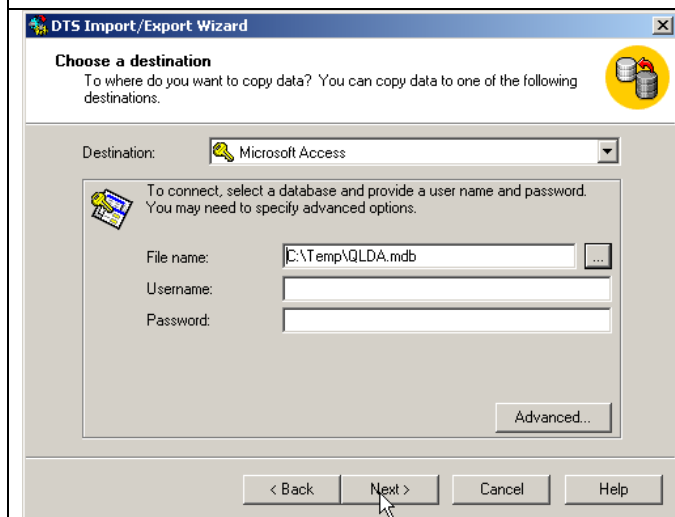 DTS Import/Export Wizard
Choose a destination
To where do you want to copy data? You can copy data to one of the following
destinations.
Destination: Microsoft Access
To connect, select a database and provide a user name and password.
You may need to specify advanced options.
File name: C:\Temp\QLDA.mdb ...
Username:
Password:
Advanced...
< Back Next > Cancel Help